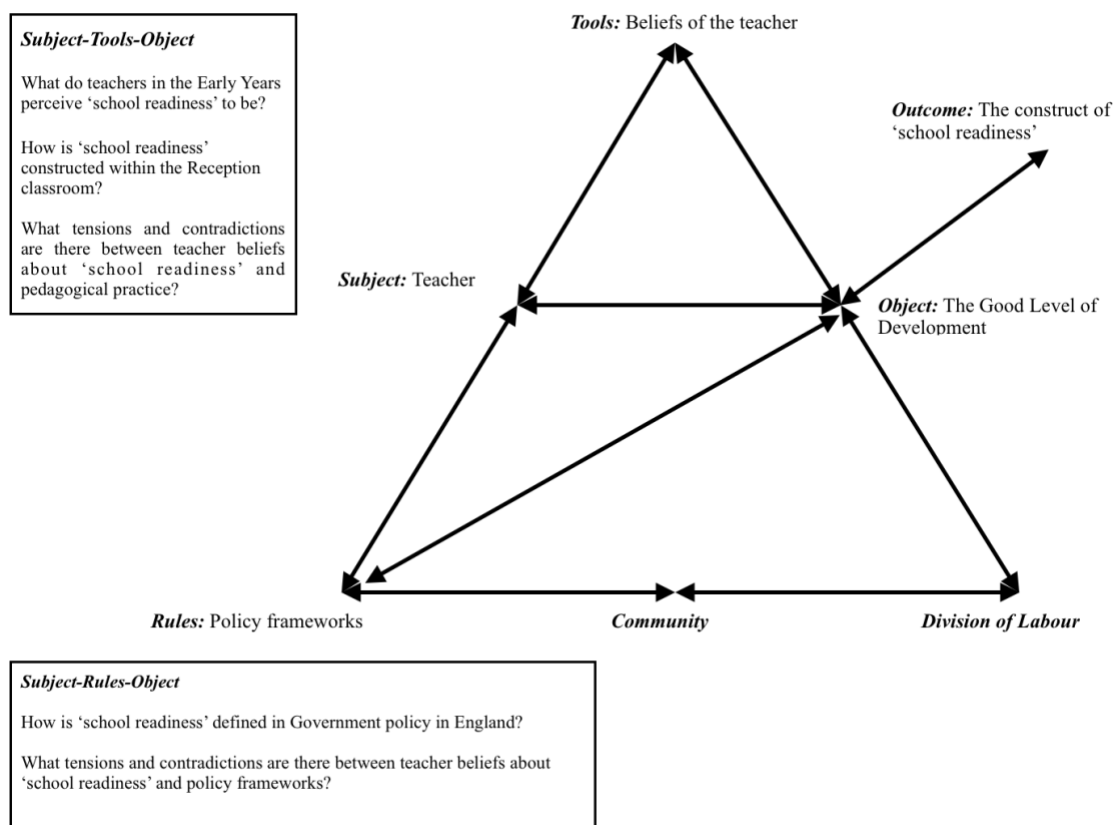 Subject-Tools-Object
What do teachers in the Early Years
perceive ‘school readiness’ to be?
How is ‘school readiness’
constructed within the Reception
classroom?
What tensions and contradictions
are there between teacher beliefs
about ‘school readiness’ and
pedagogical practice?
Tools: Beliefs of the teacher
Outcome: The construct of
‘school readiness’
Subject: Teacher
Object: The Good Level of
Development
Rules: Policy frameworks
Community
Division of Labour
Subject-Rules-Object
How is ‘school readiness’ defined in Government policy in England?
What tensions and contradictions are there between teacher beliefs about
‘school readiness’ and policy frameworks?